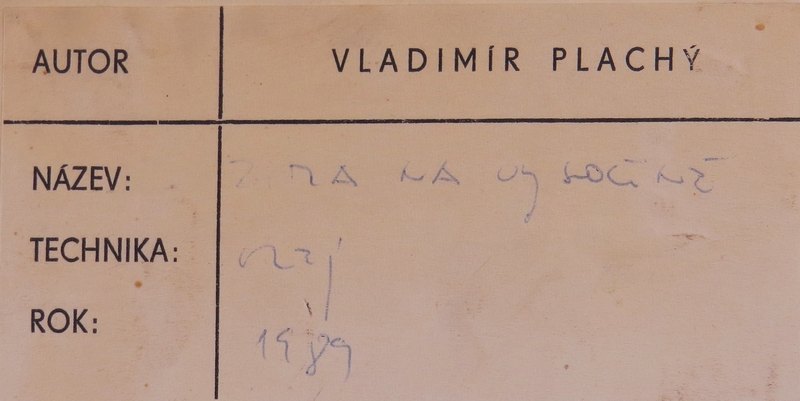 AUTOR VLADIMÍR PLACHÝ
NÁZEV: ZIMA NA VYSOČINĚ
TECHNIKA: olej
ROK: 1989